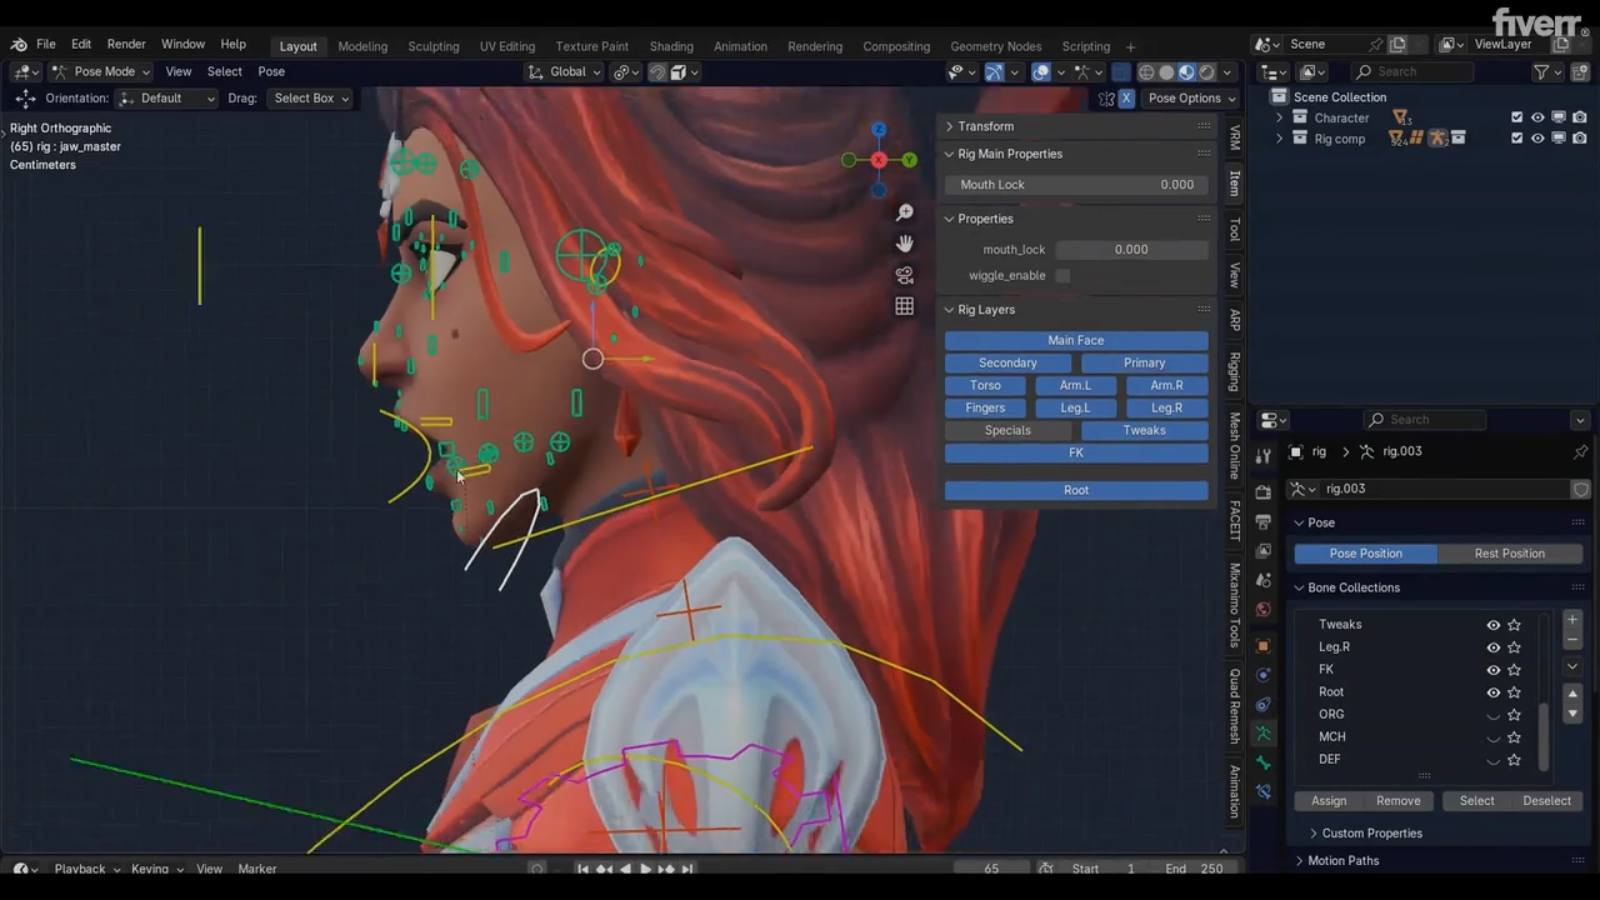 fiverr®
File Edit Render Window Help Layout Modeling Sculpting UV Editing Texture Paint Shading Animation Rendering Compositing Geometry Nodes Scripting + Scene ViewLayer
Pose Mode View Select Pose Global Search
Orientation: Default Drag: Select Box X Pose Options
Scene Collection
Character 13
Rig comp 2
Right Orthographic
(65) rig : jaw_master
Centimeters
Z
X
Y
Transform
Rig Main Properties
Mouth Lock 0.000
Properties
mouth_lock 0.000
wiggle_enable
Rig Layers
Main Face
Secondary Primary
Torso Arm.L Arm.R
Fingers Leg.L Leg.R
Specials Tweaks
FK
Root
VRM
Item
Tool
View
ARP
Rigging
Mesh Online
FACEIT
Mixanimo Tools
Quad Remesh
Animation
Search
rig > rig.003
rig.003
Pose
Pose Position Rest Position
Bone Collections
Tweaks
Leg.R
FK
Root
ORG
MCH
DEF
Assign Remove Select Deselect
Custom Properties
Motion Paths
Playback Keying View Marker 65 Start 1 End 250